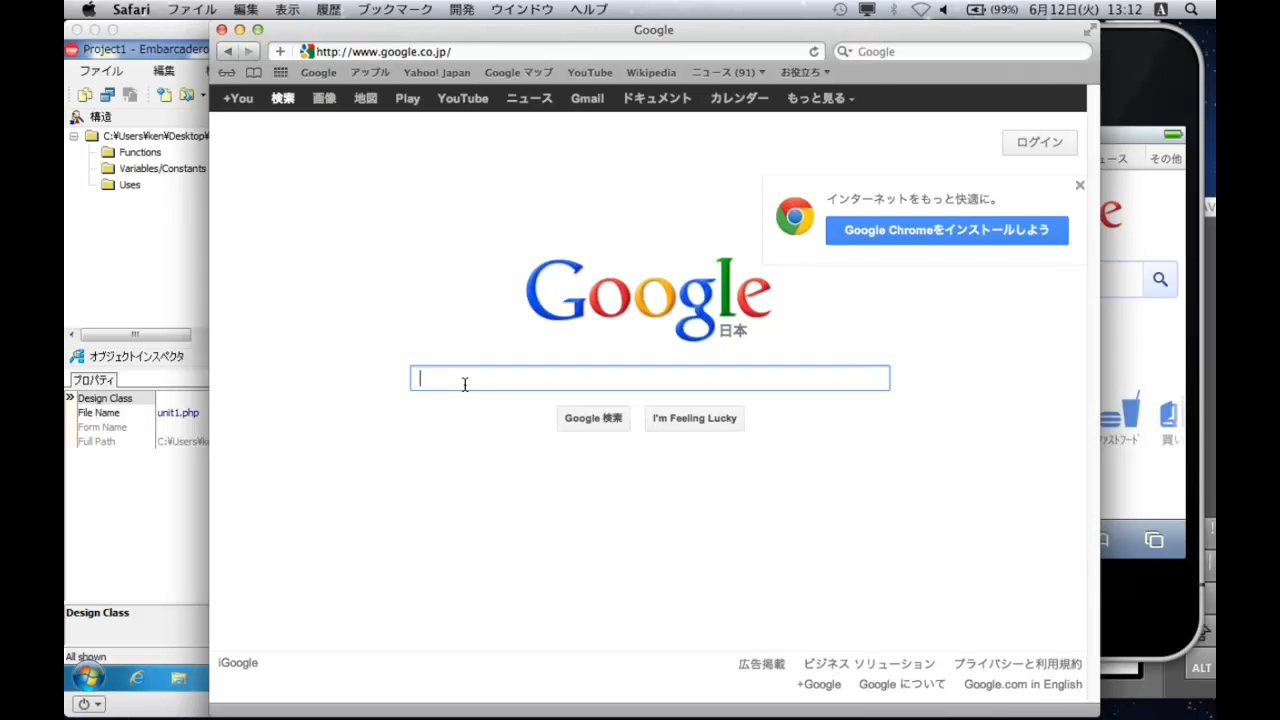 Safari ファイル 編集 表示 履歴 ブックマーク 開発 ウインドウ ヘルプ (99%) 6月12日(火) 13:12 A
Google
http://www.google.co.jp/
Google
Google アップル Yahoo! Japan Google マップ YouTube Wikipedia ニュース (91) お役立ち
+You 検索 画像 地図 Play YouTube ニュース Gmail ドキュメント カレンダー もっと見る
ログイン
インターネットをもっと快適に。
Google Chromeをインストールしよう
Google
日本
Google 検索 I'm Feeling Lucky
iGoogle
広告掲載 ビジネス ソリューション プライバシーと利用規約
+Google Google について Google.com in English
Project1 - Embarcadero
ファイル 編集
構造
C:¥Users¥ken¥Desktop¥
Functions
Variables/Constants
Uses
オブジェクトインスペクタ
プロパティ
Design Class
File Name unit1.php
Form Name
Full Path C:¥Users¥k
Design Class
All shown
ース その他
e
ァストフード 買い
ALT